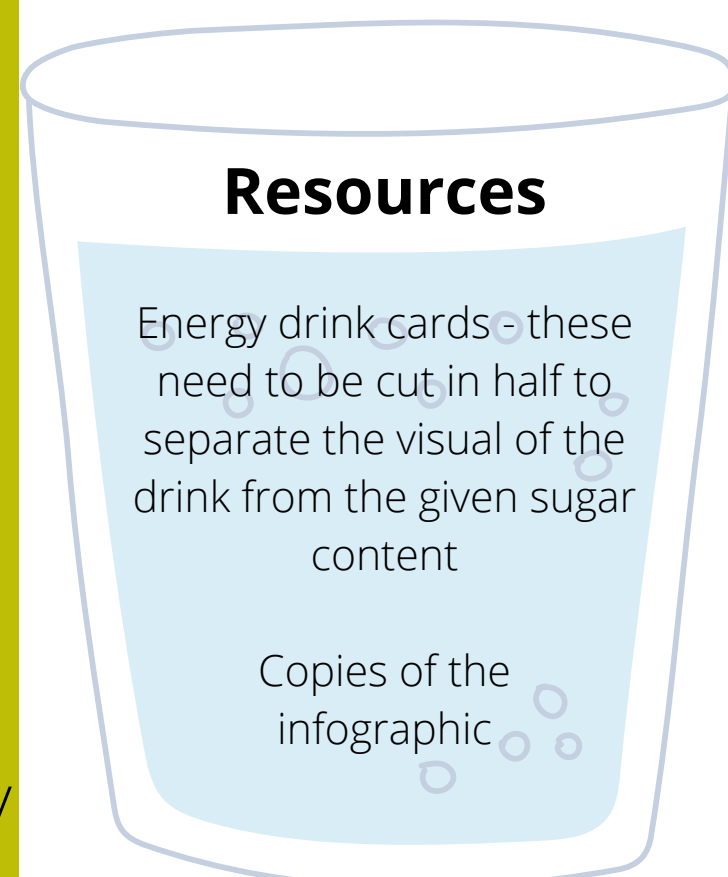 Resources
Energy drink cards - these
need to be cut in half to
separate the visual of the
drink from the given sugar
content
Copies of the
infographic
/